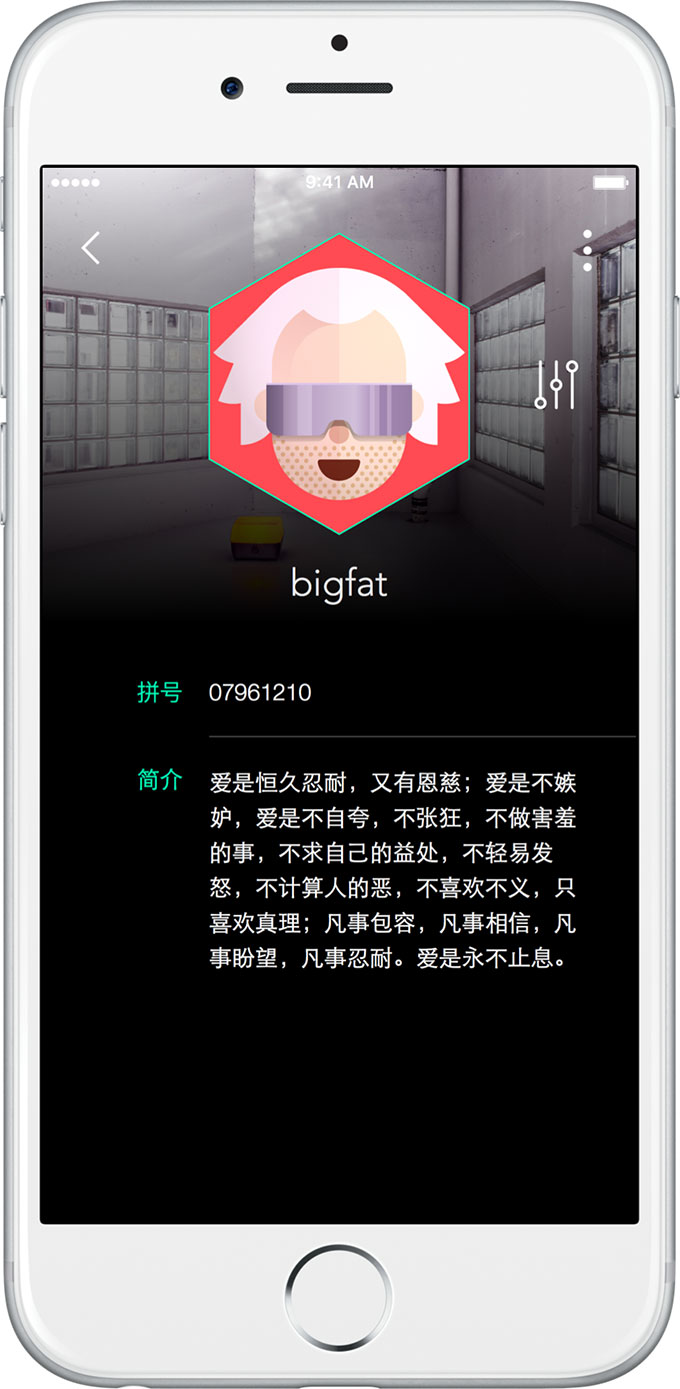 9:41 AM
bigfat
拼号 07961210
简介 爱是恒久忍耐，又有恩慈；爱是不嫉
妒，爱是不自夸，不张狂，不做害羞
的事，不求自己的益处，不轻易发
怒，不计算人的恶，不喜欢不义，只
喜欢真理；凡事包容，凡事相信，凡
事盼望，凡事忍耐。爱是永不止息。